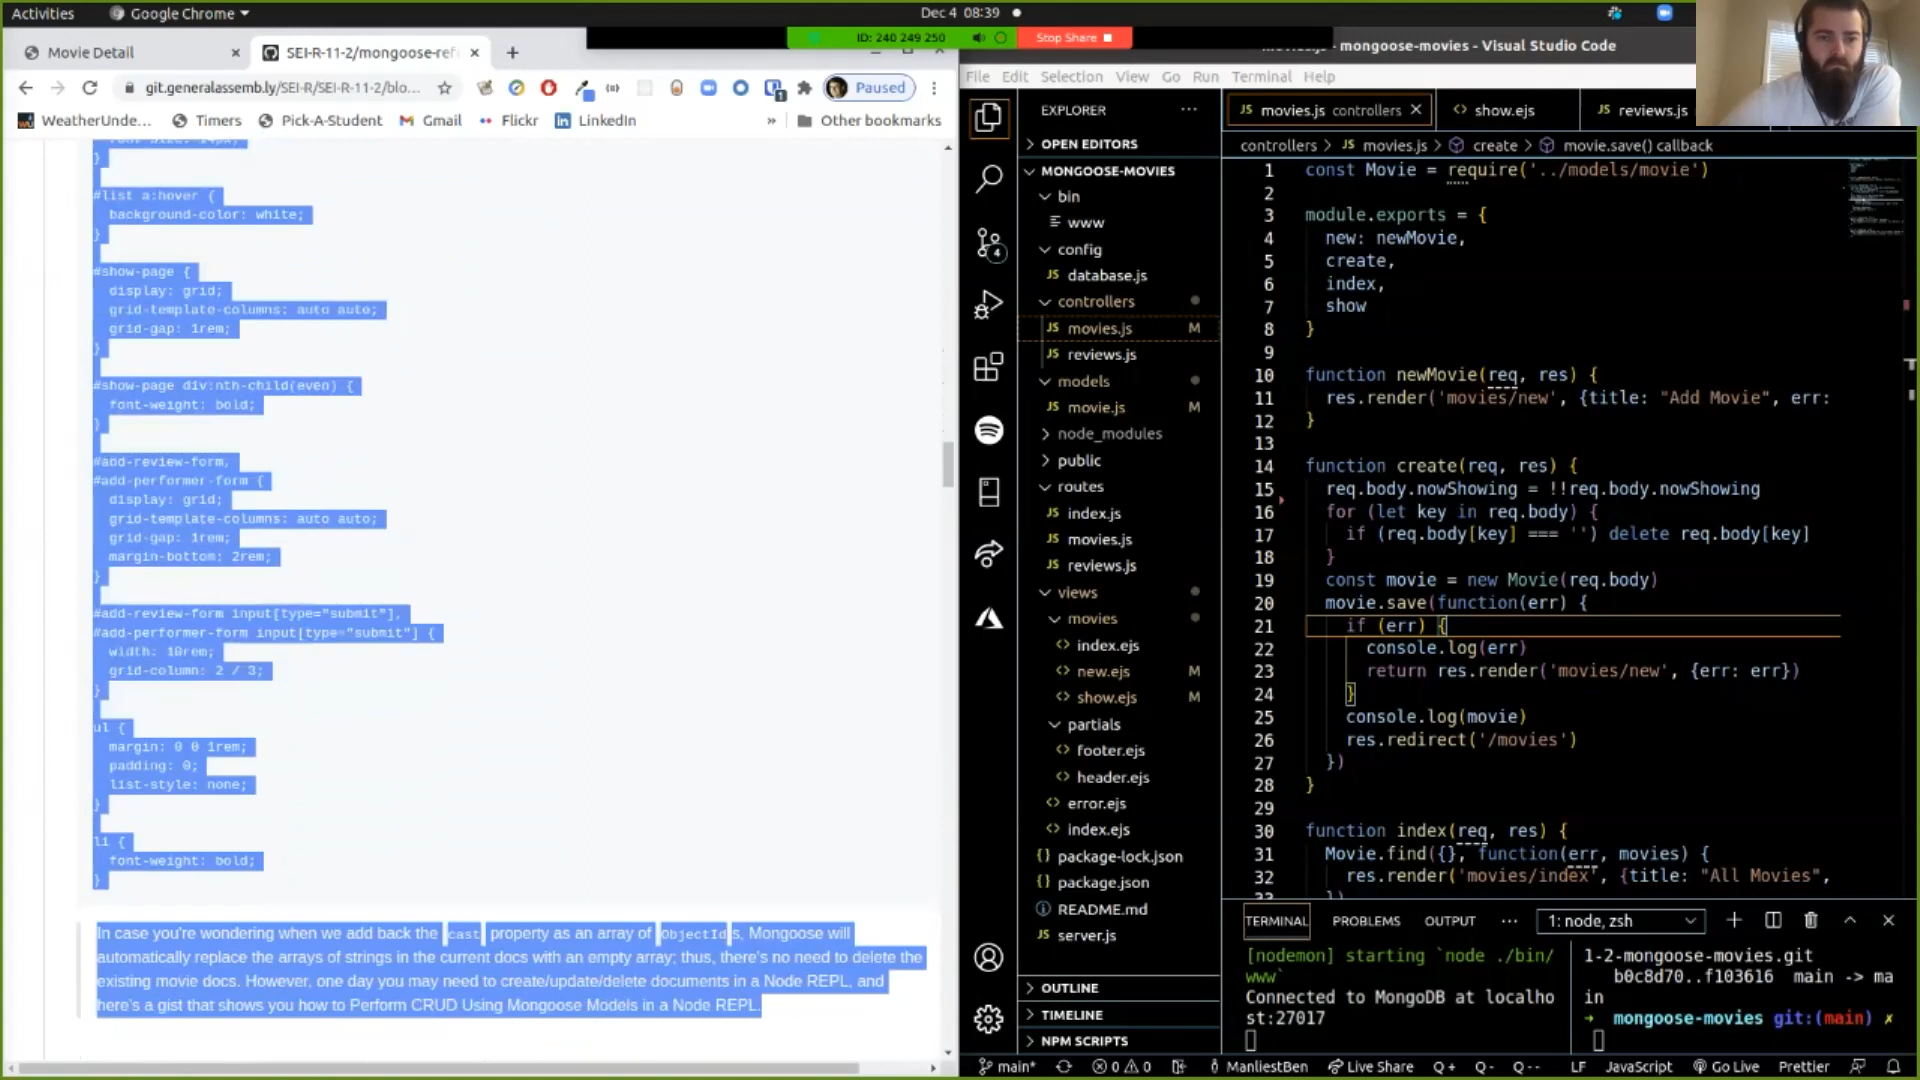 Activities
Google Chrome
Dec 4 08:39
ID: 240 249 250
Stop Share
Movie Detail
SEI-R-11-2/mongoose-ref
git.generalassemb.ly/SEI-R/SEI-R-11-2/blo...
Paused
WeatherUnde...
Timers
Pick-A-Student
Gmail
Flickr
LinkedIn
»
Other bookmarks
}
#list a:hover {
background-color: white;
}
#show-page {
display: grid;
grid-template-columns: auto auto;
grid-gap: 1rem;
}
#show-page div:nth-child(even) {
font-weight: bold;
}
#add-review-form,
#add-performer-form {
display: grid;
grid-template-columns: auto auto;
grid-gap: 1rem;
margin-bottom: 2rem;
}
#add-review-form input[type="submit"],
#add-performer-form input[type="submit"] {
width: 10rem;
grid-column: 2 / 3;
}
ul {
margin: 0 0 1rem;
padding: 0;
list-style: none;
}
li {
font-weight: bold;
}
In case you're wondering when we add back the cast property as an array of ObjectId s, Mongoose will
automatically replace the arrays of strings in the current docs with an empty array; thus, there's no need to delete the
existing movie docs. However, one day you may need to create/update/delete documents in a Node REPL, and
here's a gist that shows you how to Perform CRUD Using Mongoose Models in a Node REPL.
- mongoose-movies - Visual Studio Code
File Edit Selection View Go Run Terminal Help
EXPLORER
OPEN EDITORS
MONGOOSE-MOVIES
bin
www
config
database.js
controllers
movies.js M
reviews.js
models
movie.js M
node_modules
public
routes
index.js
movies.js
reviews.js
views
movies
index.ejs
new.ejs M
show.ejs M
partials
footer.ejs
header.ejs
error.ejs
index.ejs
package-lock.json
package.json
README.md
server.js
OUTLINE
TIMELINE
NPM SCRIPTS
4
movies.js controllers
show.ejs
reviews.js
controllers > movies.js > create > movie.save() callback
1 const Movie = require('../models/movie')
2
3 module.exports = {
4 new: newMovie,
5 create,
6 index,
7 show
8 }
9
10 function newMovie(req, res) {
11 res.render('movies/new', {title: "Add Movie", err:
12 }
13
14 function create(req, res) {
15 req.body.nowShowing = !!req.body.nowShowing
16 for (let key in req.body) {
17 if (req.body[key] === '') delete req.body[key]
18 }
19 const movie = new Movie(req.body)
20 movie.save(function(err) {
21 if (err) {
22 console.log(err)
23 return res.render('movies/new', {err: err})
24 }
25 console.log(movie)
26 res.redirect('/movies')
27 })
28 }
29
30 function index(req, res) {
31 Movie.find({}, function(err, movies) {
32 res.render('movies/index', {title: "All Movies",
TERMINAL PROBLEMS OUTPUT ··· 1: node, zsh
[nodemon] starting `node ./bin/
www`
Connected to MongoDB at localho
st:27017
1-2-mongoose-movies.git
b0c8d70..f103616 main -> ma
in
➜ mongoose-movies git:(main) ✗
main* 0 0 ManliestBen Live Share Q+ Q- Q-- LF JavaScript Go Live Prettier